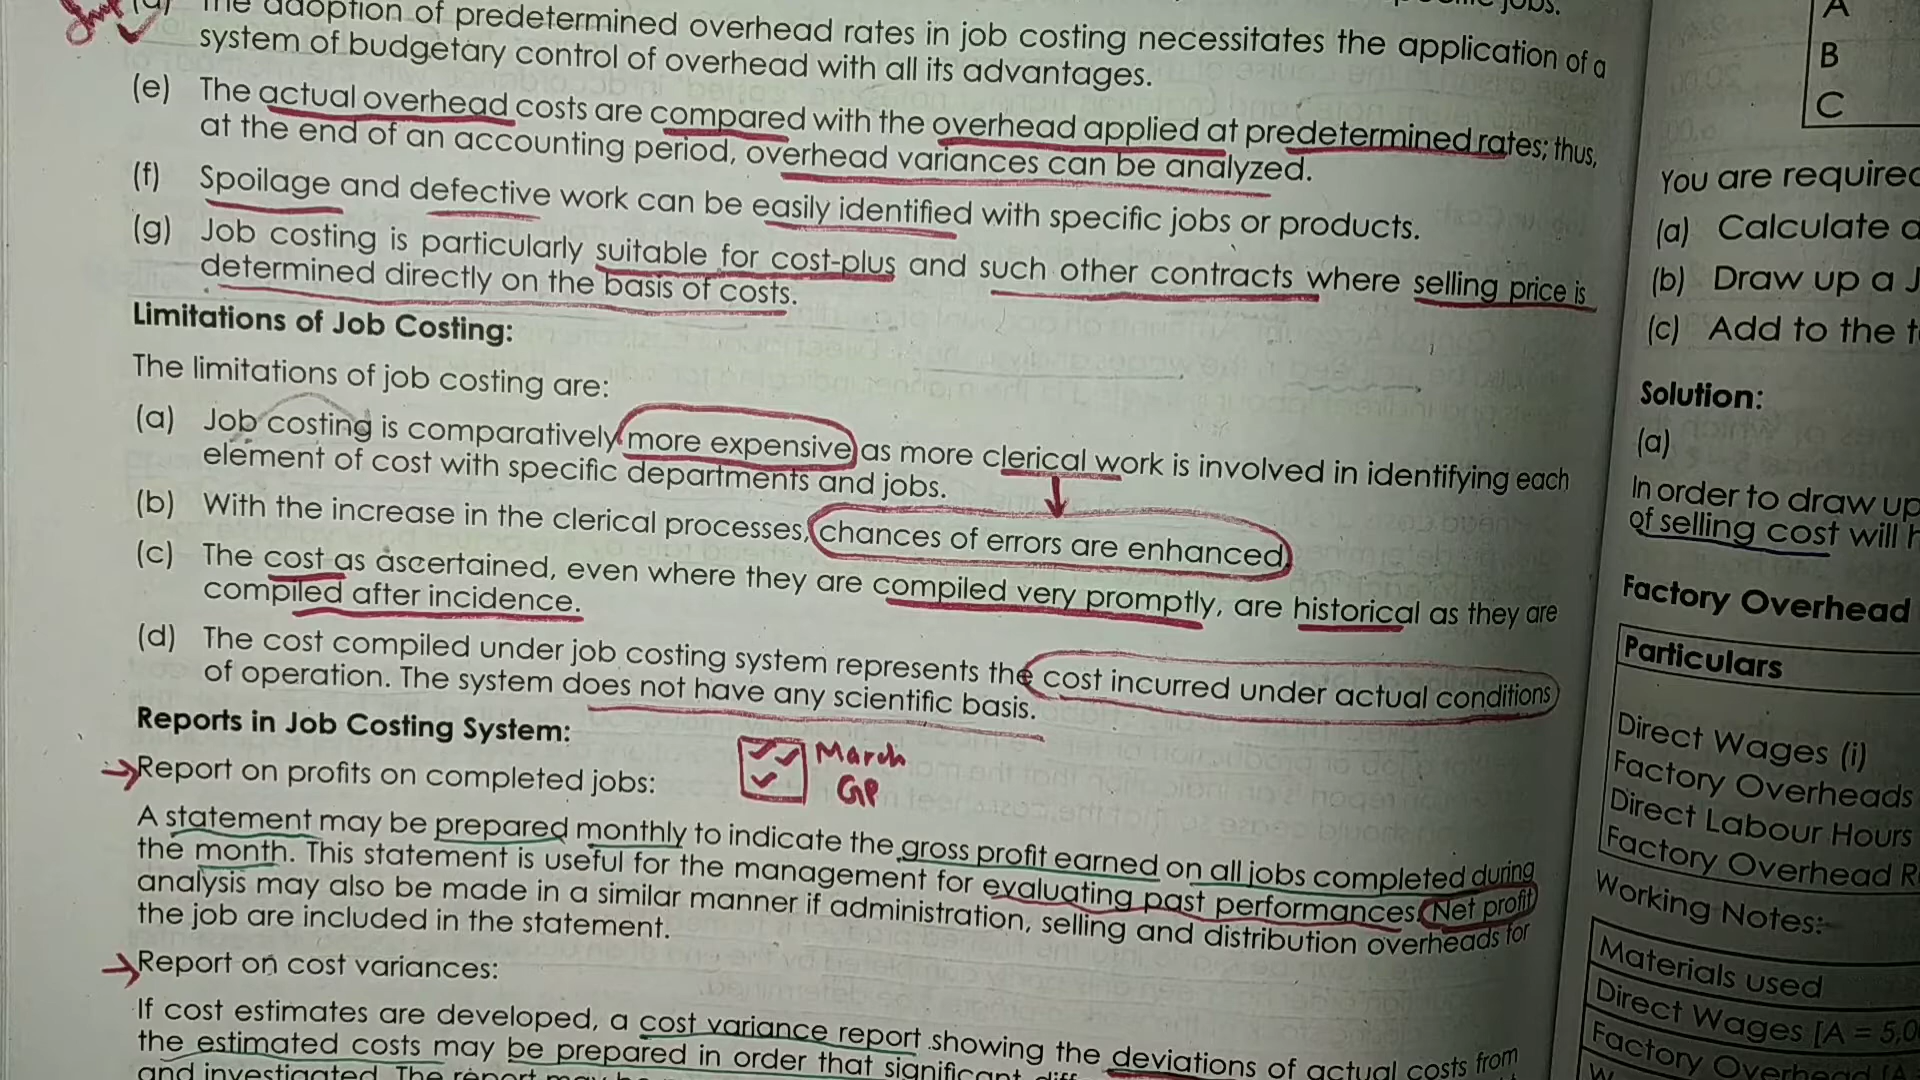 jobs.
The adoption of predetermined overhead rates in job costing necessitates the application of a
system of budgetary control of overhead with all its advantages.
(e) The actual overhead costs are compared with the overhead applied at predetermined rates; thus,
at the end of an accounting period, overhead variances can be analyzed.
(f) Spoilage and defective work can be easily identified with specific jobs or products.
(g) Job costing is particularly suitable for cost-plus and such other contracts where selling price is
determined directly on the basis of costs.
Limitations of Job Costing:
The limitations of job costing are:
(a) Job costing is comparatively more expensive as more clerical work is involved in identifying each
element of cost with specific departments and jobs.
(b) With the increase in the clerical processes, chances of errors are enhanced.
(c) The cost as ascertained, even where they are compiled very promptly, are historical as they are
compiled after incidence.
(d) The cost compiled under job costing system represents the cost incurred under actual conditions
of operation. The system does not have any scientific basis.
Reports in Job Costing System:
March
GP
Report on profits on completed jobs:
A statement may be prepared monthly to indicate the gross profit earned on all jobs completed during
the month. This statement is useful for the management for evaluating past performances. Net profit
analysis may also be made in a similar manner if administration, selling and distribution overheads for
the job are included in the statement.
Report on cost variances:
If cost estimates are developed, a cost variance report showing the deviations of actual costs from
the estimated costs may be prepared in order that significant
and investigated. The report may be
A
B
C
You are required
(a) Calculate
(b) Draw up a J
(c) Add to the t
Solution:
(a)
In order to draw up
of selling cost will h
Factory Overhead
Particulars
Direct Wages (i)
Factory Overheads
Direct Labour Hours
Factory Overhead R
Working Notes:-
Materials used
Direct Wages [A = 5,0
Factory Overhead [A